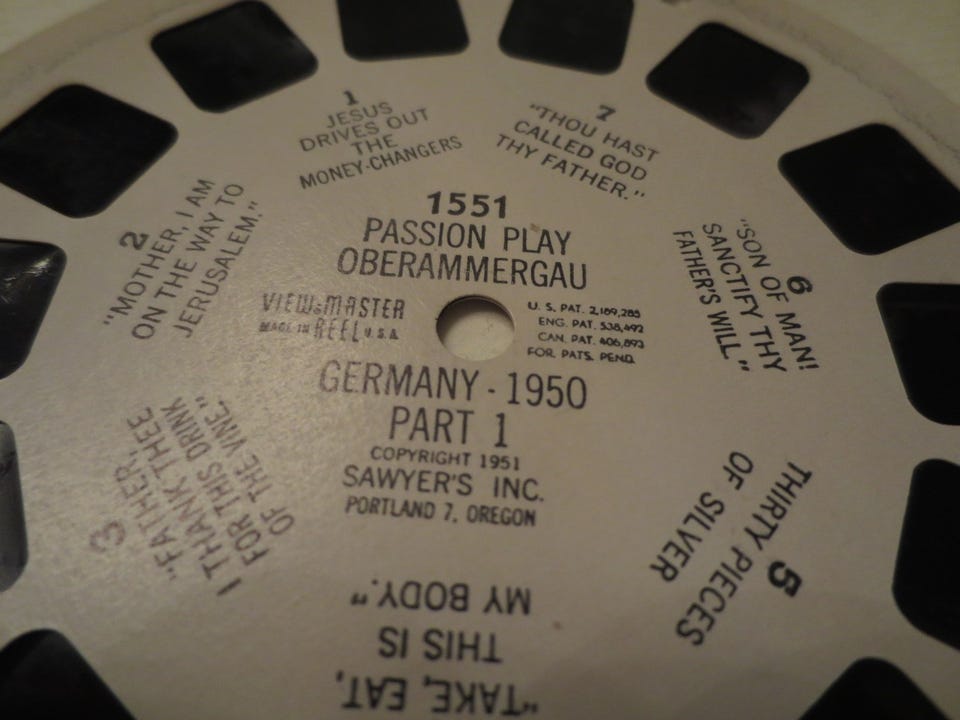 1551
PASSION PLAY
OBERAMMERGAU
VIEW-MASTER
MADE IN REEL U.S.A.
U.S. PAT. 2,189,285
ENG. PAT. 538,492
CAN. PAT. 406,893
FOR. PATS. PEND.
GERMANY - 1950
PART 1
COPYRIGHT 1951
SAWYER'S INC.
PORTLAND 7, OREGON
1
JESUS
DRIVES OUT
THE
MONEY-CHANGERS
2
"MOTHER, I AM
ON THE WAY TO
JERUSALEM."
3
"FATHER,
I THANK THEE
FOR THIS DRINK
OF THE VINE."
"TAKE, EAT,
THIS IS
MY BODY."
5
THIRTY PIECES
OF SILVER
6
"SON OF MAN!
SANCTIFY THY
FATHER'S WILL"
7
"THOU HAST
CALLED GOD
THY FATHER."